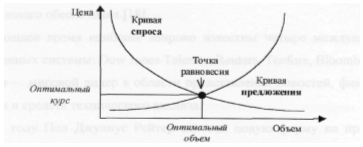 Цена
Кривая
спроса
Точка
равновесия
Кривая
предложения
Оптимальный
курс
Оптимальный
объем
Объем